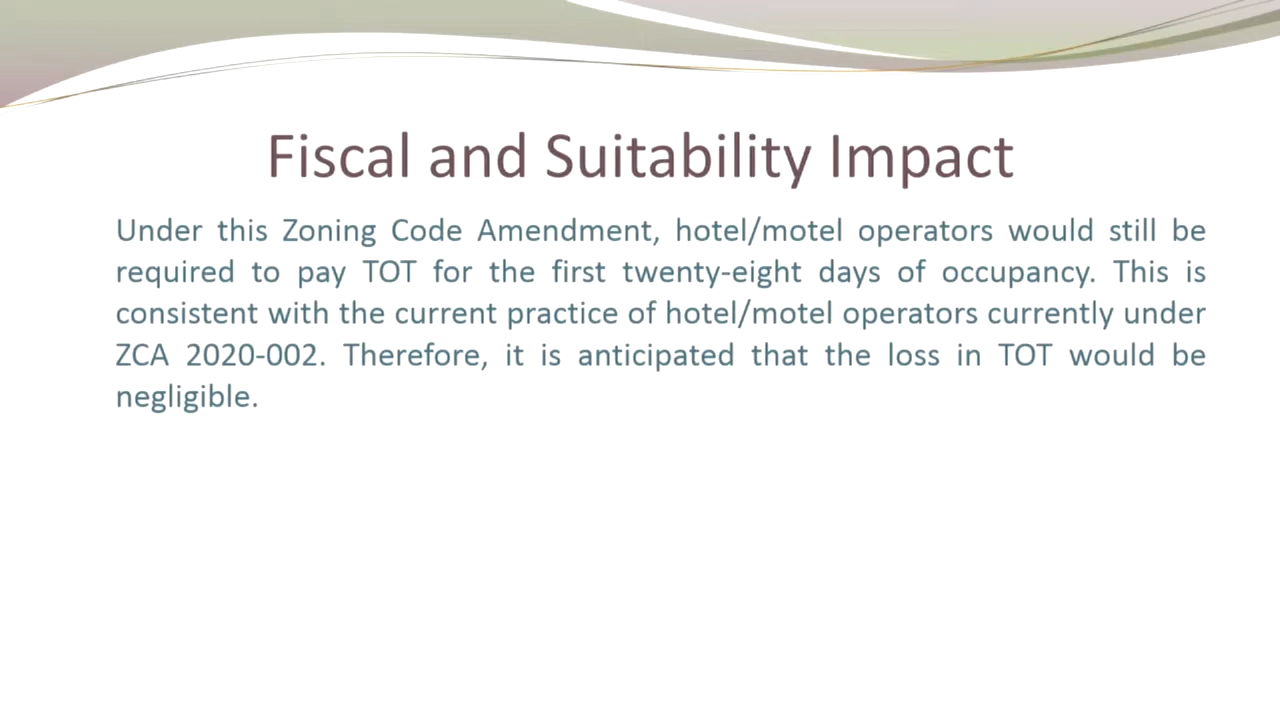 Fiscal and Suitability Impact
Under this Zoning Code Amendment, hotel/motel operators would still be
required to pay TOT for the first twenty-eight days of occupancy. This is
consistent with the current practice of hotel/motel operators currently under
ZCA 2020-002. Therefore, it is anticipated that the loss in TOT would be
negligible.